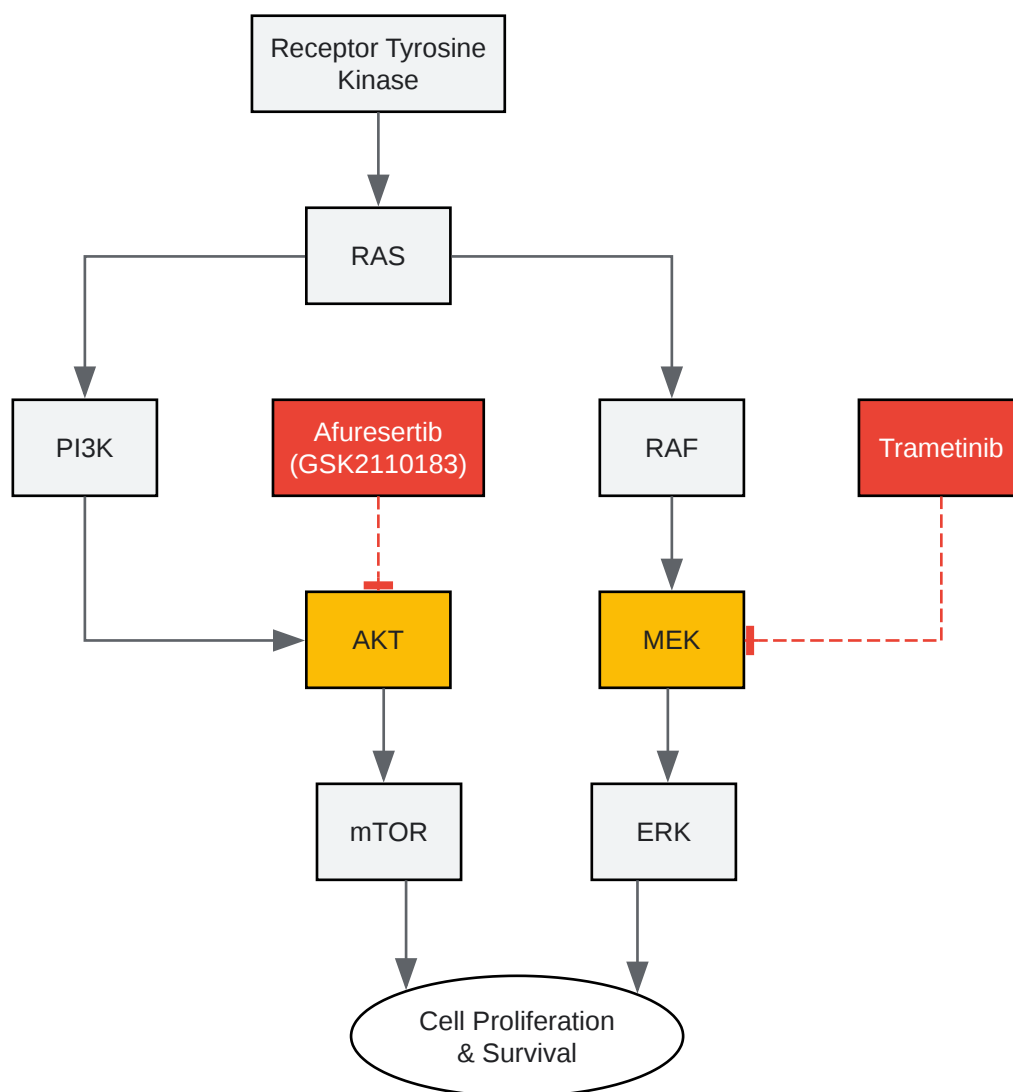 Receptor Tyrosine
Kinase
RAS
PI3K
Afuresertib
(GSK2110183)
RAF
Trametinib
AKT
MEK
mTOR
ERK
Cell Proliferation
& Survival